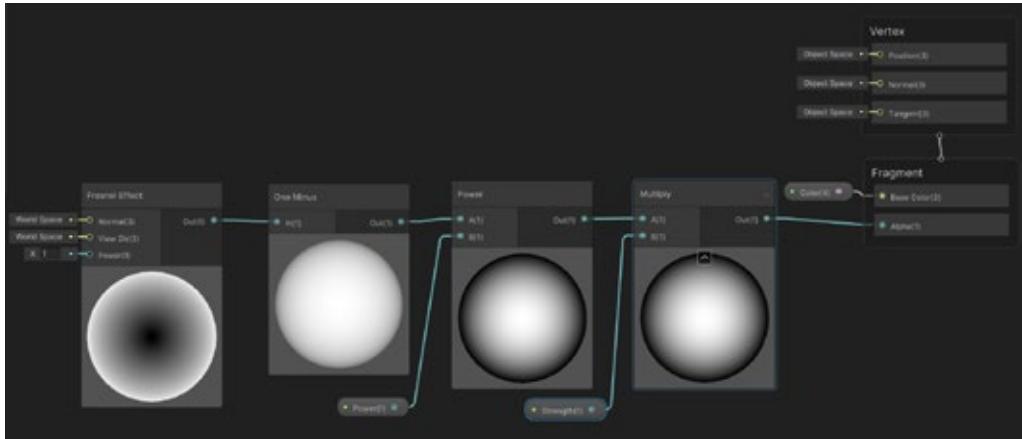 Vertex
Object Space Position(3)
Object Space Normal(3)
Object Space Tangent(3)
Fragment
Color(4) Base Color(3)
Alpha(1)
Fresnel Effect
World Space Normal(3) Out(1)
World Space View Dir(3)
X 1 Power(1)
One Minus
In(1) Out(1)
Power
A(1) Out(1)
B(1)
Multiply
A(1) Out(1)
B(1)
Power(1)
Strength(1)